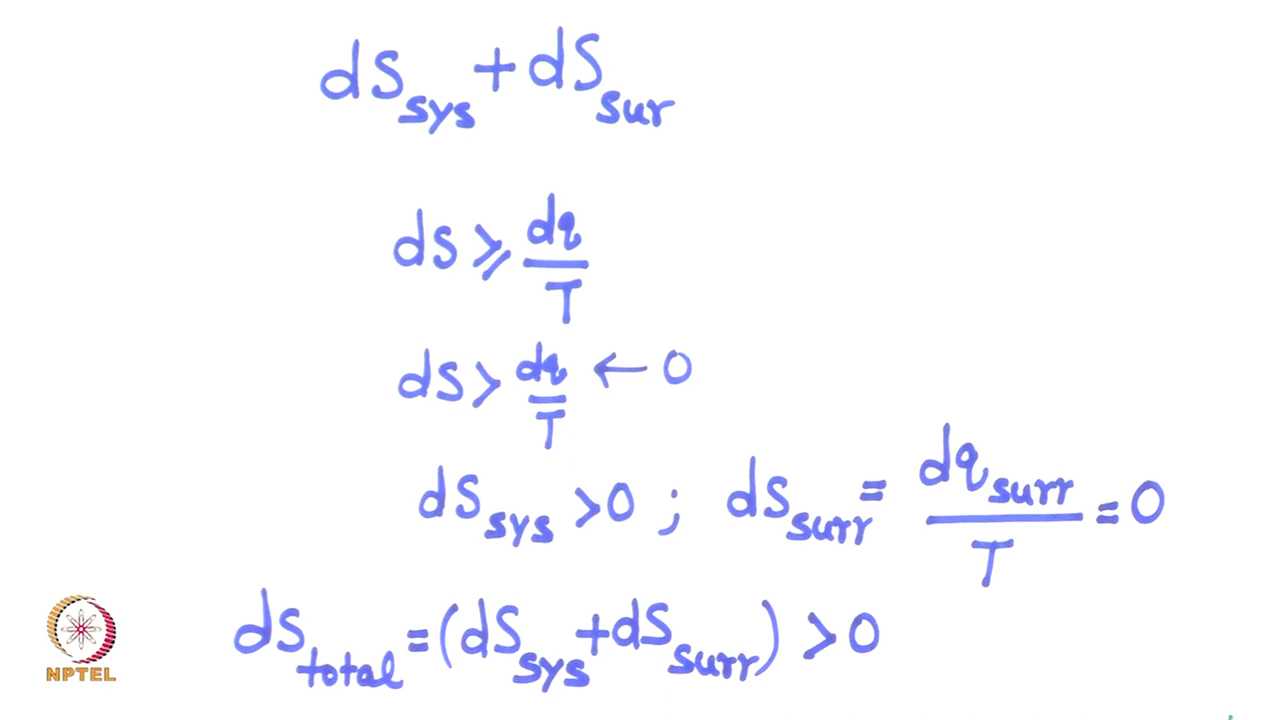 dS_sys + dS_sur
dS ⩾ dq/T
dS > dq/T ← 0
dS_sys > 0 ; dS_surr = dq_surr/T = 0
dS_total = (dS_sys + dS_surr) > 0
NPTEL